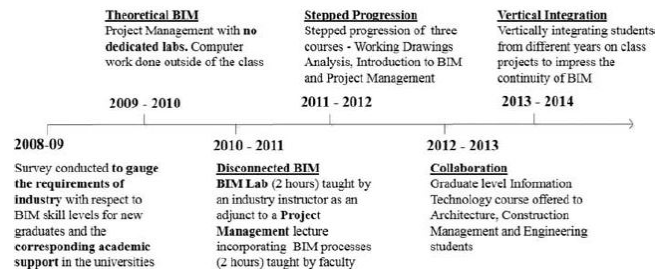 Theoretical BIM
Project Management with no
dedicated labs. Computer
work done outside of the class
Stepped Progression
Stepped progression of three
courses - Working Drawings
Analysis, Introduction to BIM
and Project Management
Vertical Integration
Vertically integrating students
from different years on class
projects to impress the
continuity of BIM
2009 - 2010
2011 - 2012
2013 - 2014
2008-09
2010 - 2011
2012 - 2013
Survey conducted to gauge
the requirements of
industry with respect to
BIM skill levels for new
graduates and the
corresponding academic
support in the universities
Disconnected BIM
BIM Lab (2 hours) taught by
an industry instructor as an
adjunct to a Project
Management lecture
incorporating BIM processes
(2 hours) taught by faculty
Collaboration
Graduate level Information
Technology course offered to
Architecture, Construction
Management and Engineering
students